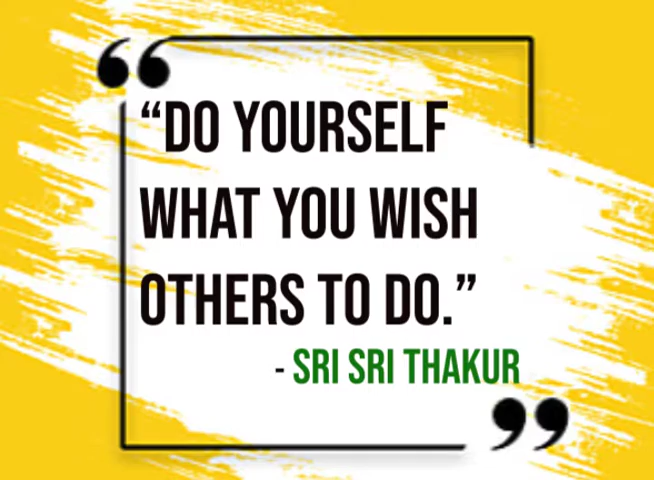 “DO YOURSELF
WHAT YOU WISH
OTHERS TO DO.”
- SRI SRI THAKUR